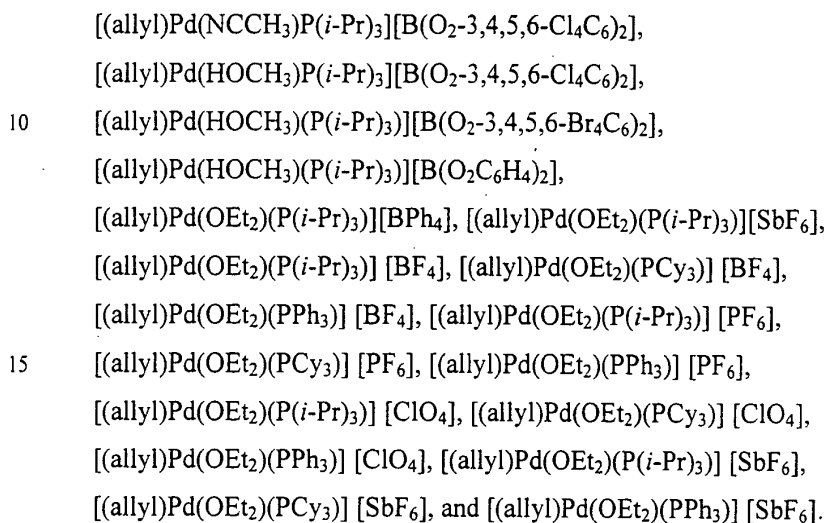 [(allyl)Pd(NCCH₃)P(i-Pr)₃][B(O₂-3,4,5,6-Cl₄C₆)₂],
[(allyl)Pd(HOCH₃)P(i-Pr)₃][B(O₂-3,4,5,6-Cl₄C₆)₂],
10 [(allyl)Pd(HOCH₃)(P(i-Pr)₃)][B(O₂-3,4,5,6-Br₄C₆)₂],
[(allyl)Pd(HOCH₃)(P(i-Pr)₃)][B(O₂C₆H₄)₂],
[(allyl)Pd(OEt₂)(P(i-Pr)₃)][BPh₄], [(allyl)Pd(OEt₂)(P(i-Pr)₃)][SbF₆],
[(allyl)Pd(OEt₂)(P(i-Pr)₃)] [BF₄], [(allyl)Pd(OEt₂)(PCy₃)] [BF₄],
[(allyl)Pd(OEt₂)(PPh₃)] [BF₄], [(allyl)Pd(OEt₂)(P(i-Pr)₃)] [PF₆],
15 [(allyl)Pd(OEt₂)(PCy₃)] [PF₆], [(allyl)Pd(OEt₂)(PPh₃)] [PF₆],
[(allyl)Pd(OEt₂)(P(i-Pr)₃)] [ClO₄], [(allyl)Pd(OEt₂)(PCy₃)] [ClO₄],
[(allyl)Pd(OEt₂)(PPh₃)] [ClO₄], [(allyl)Pd(OEt₂)(P(i-Pr)₃)] [SbF₆],
[(allyl)Pd(OEt₂)(PCy₃)] [SbF₆], and [(allyl)Pd(OEt₂)(PPh₃)] [SbF₆].